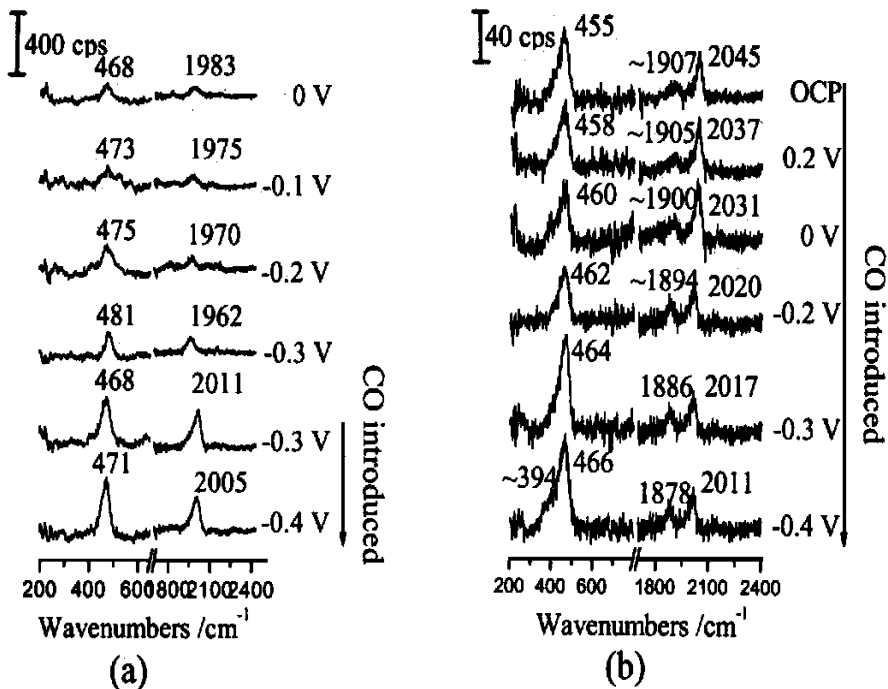 400 cps
468 1983
0 V
473 1975
-0.1 V
475 1970
-0.2 V
481 1962
-0.3 V
468 2011
-0.3 V
471 2005
-0.4 V
CO introduced
200 400 600 1800 2100 2400
Wavenumbers /cm⁻¹
(a)
40 cps
455 ~1907 2045
OCP
458 ~1905 2037
0.2 V
460 ~1900 2031
0 V
462 ~1894 2020
-0.2 V
464 1886 2017
-0.3 V
~394 466 1878 2011
-0.4 V
CO introduced
200 400 600 1800 2100 2400
Wavenumbers /cm⁻¹
(b)